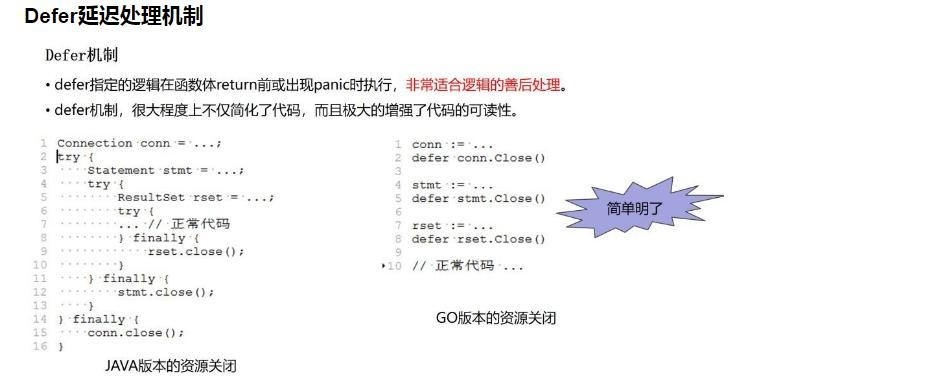 Defer延迟处理机制
Defer机制
• defer指定的逻辑在函数体return前或出现panic时执行，非常适合逻辑的善后处理。
• defer机制，很大程度上不仅简化了代码，而且极大的增强了代码的可读性。
1 Connection conn = ...;
2 try {
3 ····Statement stmt = ...;
4 ····try {
5 ········ResultSet rset = ...;
6 ········try {
7 ········... // 正常代码
8 ········} finally {
9 ············rset.close();
10 ········}
11 ····} finally {
12 ········stmt.close();
13 ····}
14 } finally {
15 ····conn.close();
16 }
JAVA版本的资源关闭
1 conn := ...
2 defer conn.Close()
3
4 stmt := ...
5 defer stmt.Close()
6
7 rset := ...
8 defer rset.Close()
9
10 // 正常代码 ...
GO版本的资源关闭
简单明了